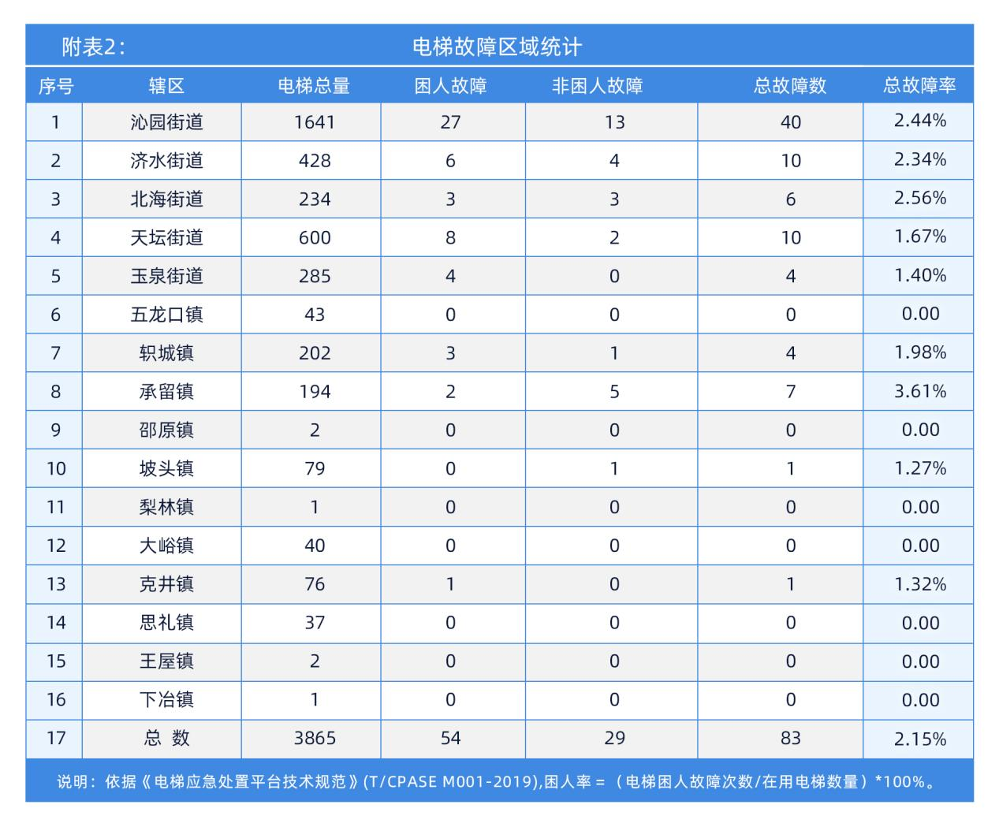 附表2： 电梯故障区域统计
序号 辖区 电梯总量 困人故障 非困人故障 总故障数 总故障率
1 沁园街道 1641 27 13 40 2.44%
2 济水街道 428 6 4 10 2.34%
3 北海街道 234 3 3 6 2.56%
4 天坛街道 600 8 2 10 1.67%
5 玉泉街道 285 4 0 4 1.40%
6 五龙口镇 43 0 0 0 0.00
7 轵城镇 202 3 1 4 1.98%
8 承留镇 194 2 5 7 3.61%
9 邵原镇 2 0 0 0 0.00
10 坡头镇 79 0 1 1 1.27%
11 梨林镇 1 0 0 0 0.00
12 大峪镇 40 0 0 0 0.00
13 克井镇 76 1 0 1 1.32%
14 思礼镇 37 0 0 0 0.00
15 王屋镇 2 0 0 0 0.00
16 下冶镇 1 0 0 0 0.00
17 总 数 3865 54 29 83 2.15%
说明：依据《电梯应急处置平台技术规范》(T/CPASE M001-2019),困人率＝（电梯困人故障次数/在用电梯数量）*100%。